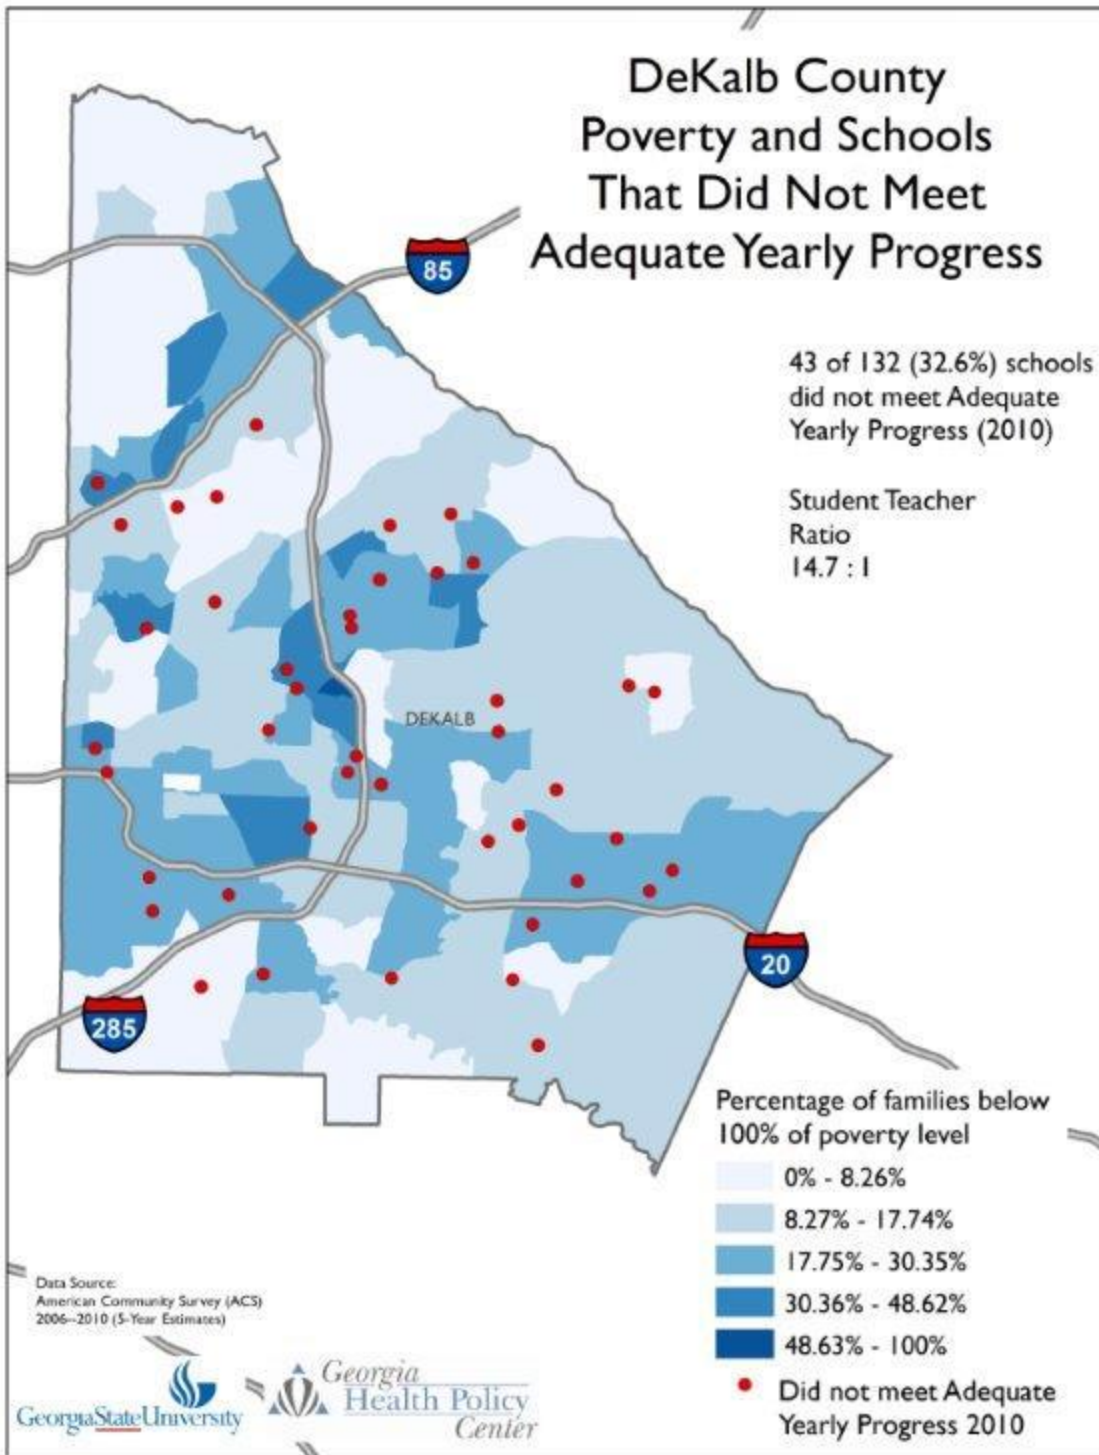 DeKalb County
Poverty and Schools
That Did Not Meet
Adequate Yearly Progress
85
43 of 132 (32.6%) schools
did not meet Adequate
Yearly Progress (2010)
Student Teacher
Ratio
14.7 : 1
DEKALB
20
285
Percentage of families below
100% of poverty level
0% - 8.26%
8.27% - 17.74%
17.75% - 30.35%
30.36% - 48.62%
48.63% - 100%
Did not meet Adequate
Yearly Progress 2010
Data Source:
American Community Survey (ACS)
2006--2010 (5-Year Estimates)
GeorgiaStateUniversity
Georgia
Health Policy
Center